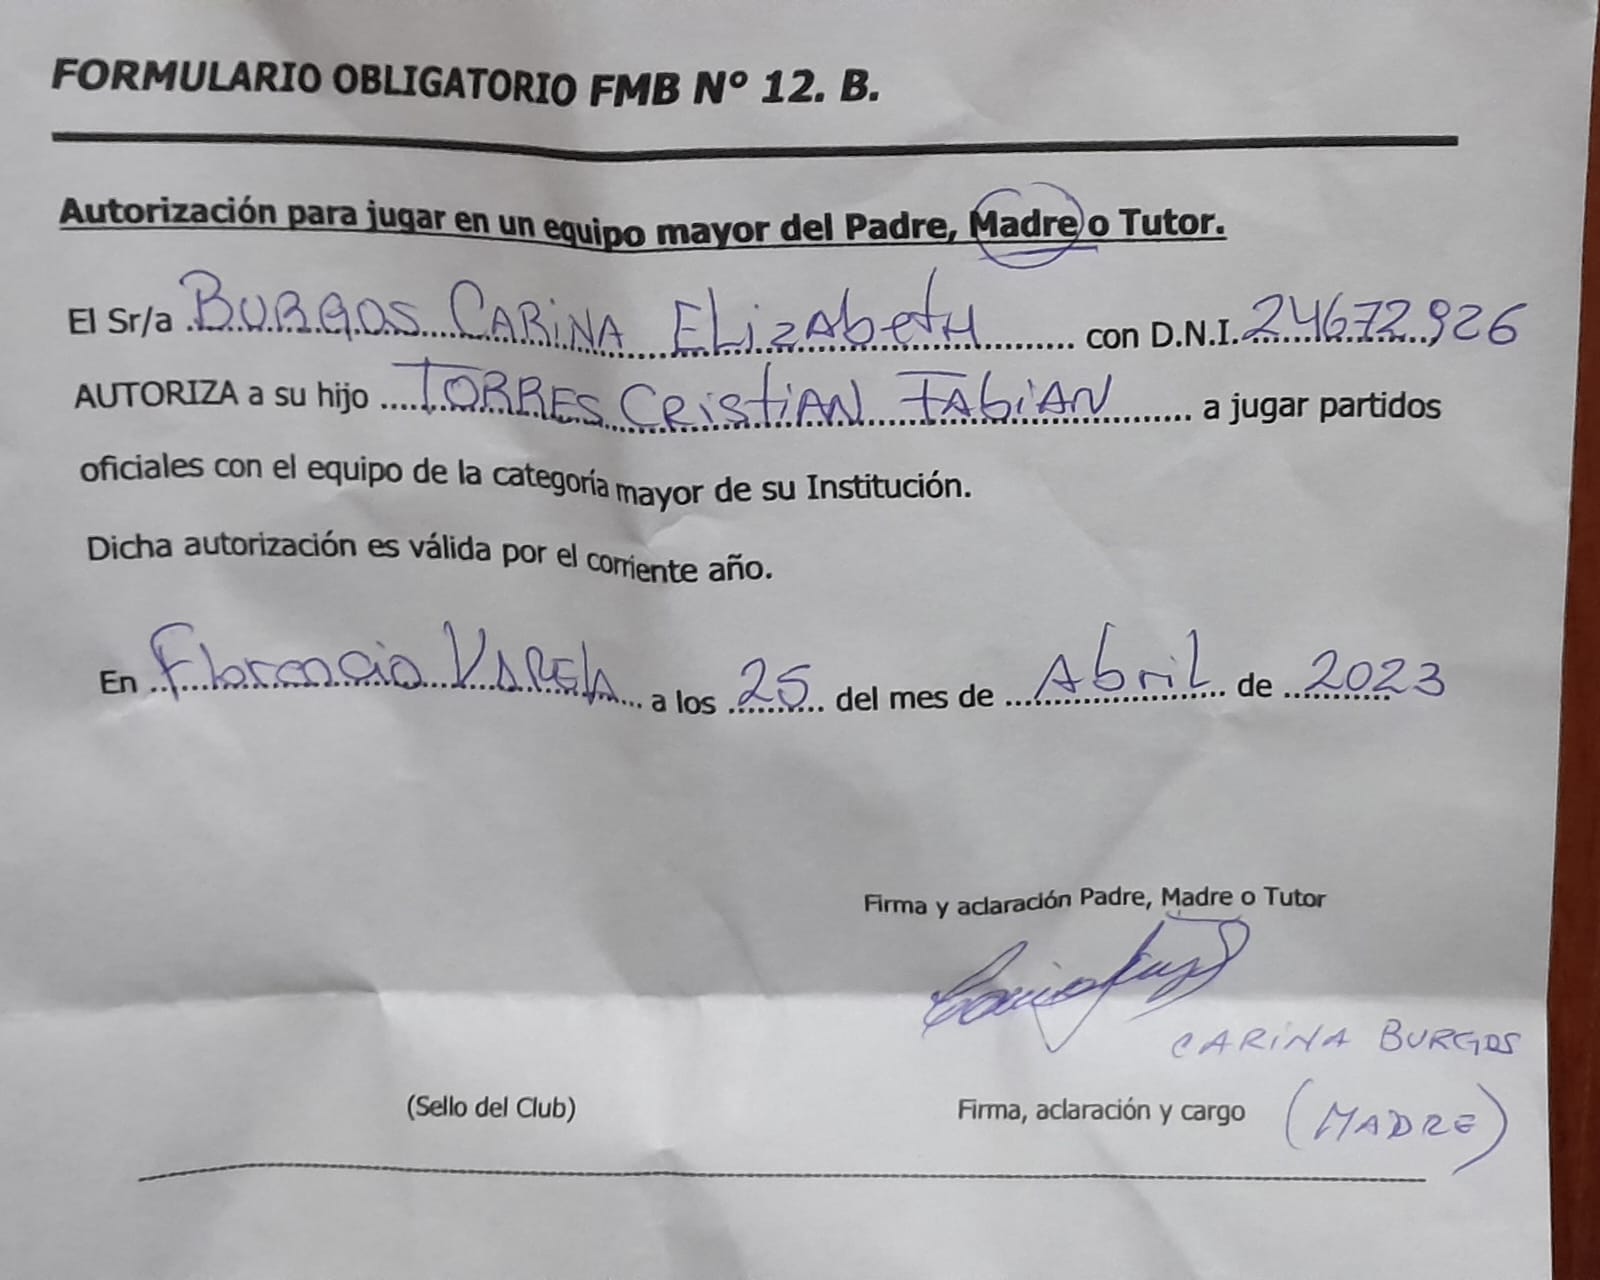 FORMULARIO OBLIGATORIO FMB Nº 12. B.
Autorización para jugar en un equipo mayor del Padre, Madre o Tutor.
El Sr/a BURGOS CARINA ELizAbetH con D.N.I. 24672.926
AUTORIZA a su hijo TORRES CRistiAN FAbiAN a jugar partidos
oficiales con el equipo de la categoría mayor de su Institución.
Dicha autorización es válida por el corriente año.
En Florencio VARELA a los 25 del mes de Abril de 2023
Firma y aclaración Padre, Madre o Tutor
CARINA BURGOS
(Sello del Club) Firma, aclaración y cargo (MADRE)